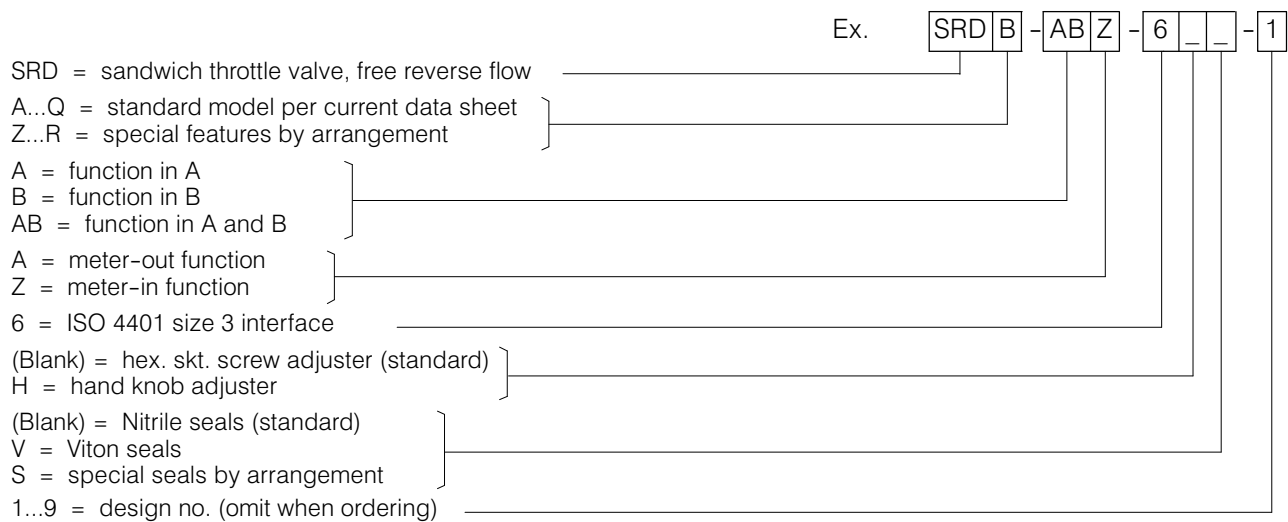 Ex. SRD B - AB Z - 6 _ _ - 1
SRD = sandwich throttle valve, free reverse flow
A...Q = standard model per current data sheet
Z...R = special features by arrangement
A = function in A
B = function in B
AB = function in A and B
A = meter-out function
Z = meter-in function
6 = ISO 4401 size 3 interface
(Blank) = hex. skt. screw adjuster (standard)
H = hand knob adjuster
(Blank) = Nitrile seals (standard)
V = Viton seals
S = special seals by arrangement
1...9 = design no. (omit when ordering)